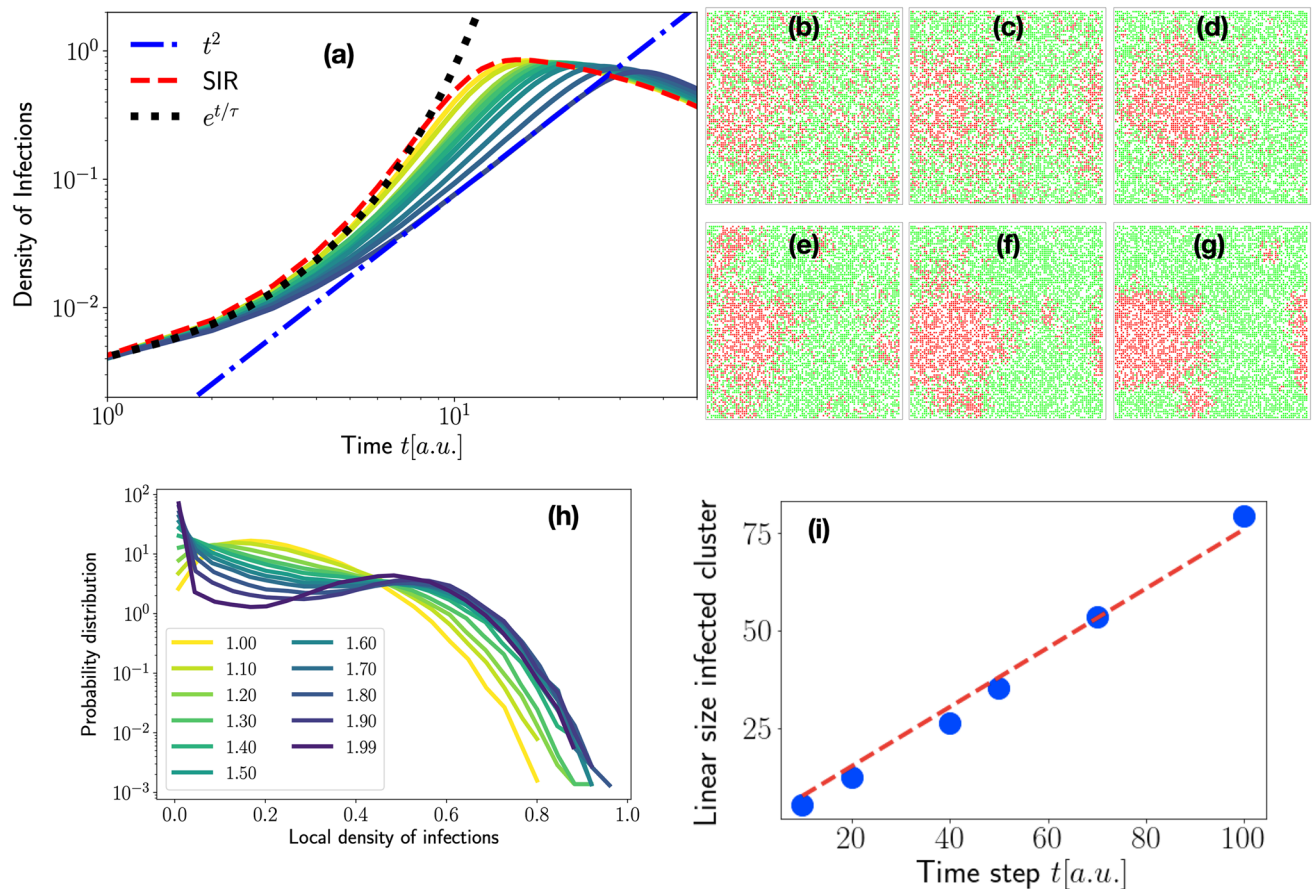 (a)
t²
SIR
e^{t/τ}
10⁰
10⁻¹
10⁻²
Density of Infections
10⁰
10¹
Time t[a.u.]
(b)
(c)
(d)
(e)
(f)
(g)
(h)
10²
10¹
10⁰
10⁻¹
10⁻²
10⁻³
Probability distribution
1.00
1.10
1.20
1.30
1.40
1.50
1.60
1.70
1.80
1.90
1.99
0.0 0.2 0.4 0.6 0.8 1.0
Local density of infections
(i)
75
50
25
Linear size infected cluster
20 40 60 80 100
Time step t[a.u.]